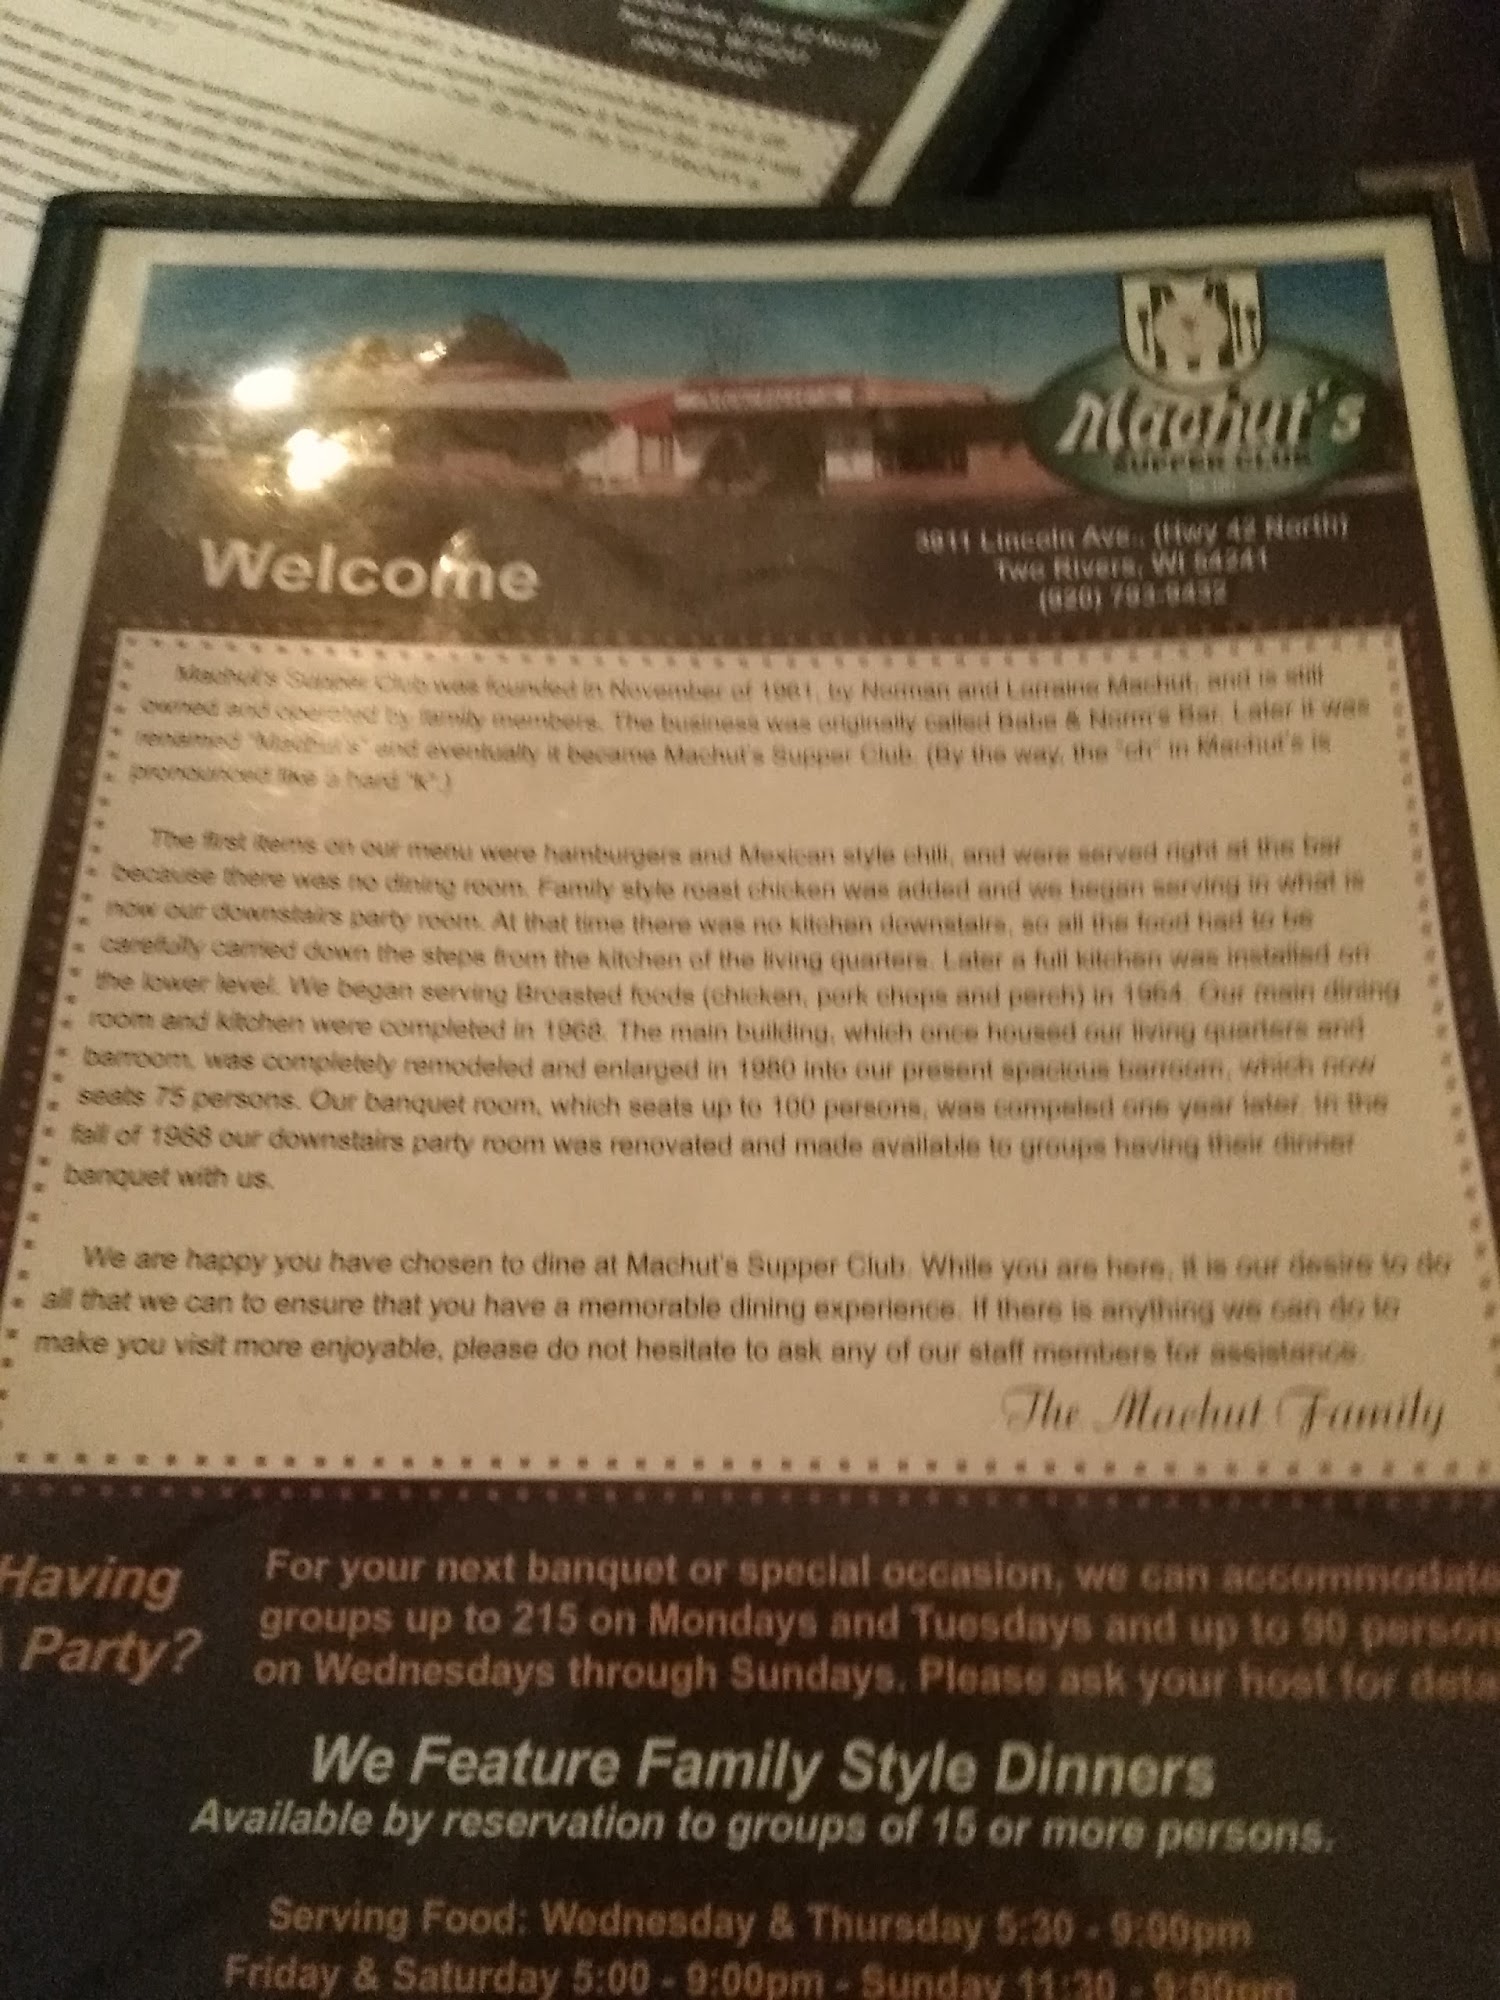 Machut's
SUPPER CLUB
Welcome
3911 Lincoln Ave., (Hwy 42 North)
Two Rivers, WI 54241
(920) 793-9432
Machut's Supper Club was founded in November of 1961, by Norman and Lorraine Machut, and is still
owned and operated by family members. The business was originally called Babe & Norm's Bar. Later it was
renamed "Machut's" and eventually it became Machut's Supper Club. (By the way, the "ch" in Machut's is
pronounced like a hard "k".)
The first items on our menu were hamburgers and Mexican style chili, and were served right at the bar
because there was no dining room. Family style roast chicken was added and we began serving in what is
now our downstairs party room. At that time there was no kitchen downstairs, so all the food had to be
carefully carried down the steps from the kitchen of the living quarters. Later a full kitchen was installed on
the lower level. We began serving Broasted foods (chicken, pork chops and perch) in 1964. Our main dining
room and kitchen were completed in 1968. The main building, which once housed our living quarters and
barroom, was completely remodeled and enlarged in 1980 into our present spacious barroom, which now
seats 75 persons. Our banquet room, which seats up to 100 persons, was compeled one year later. In the
fall of 1988 our downstairs party room was renovated and made available to groups having their dinner
banquet with us.
We are happy you have chosen to dine at Machut's Supper Club. While you are here, it is our desire to do
all that we can to ensure that you have a memorable dining experience. If there is anything we can do to
make you visit more enjoyable, please do not hesitate to ask any of our staff members for assistance.
The Machut Family
Having
Party?
For your next banquet or special occasion, we can accommodate
groups up to 215 on Mondays and Tuesdays and up to 90 person
on Wednesdays through Sundays. Please ask your host for deta
We Feature Family Style Dinners
Available by reservation to groups of 15 or more persons.
Serving Food: Wednesday & Thursday 5:30 - 9:00pm
Friday & Saturday 5:00 - 9:00pm - Sunday 11:30 - 9:00pm